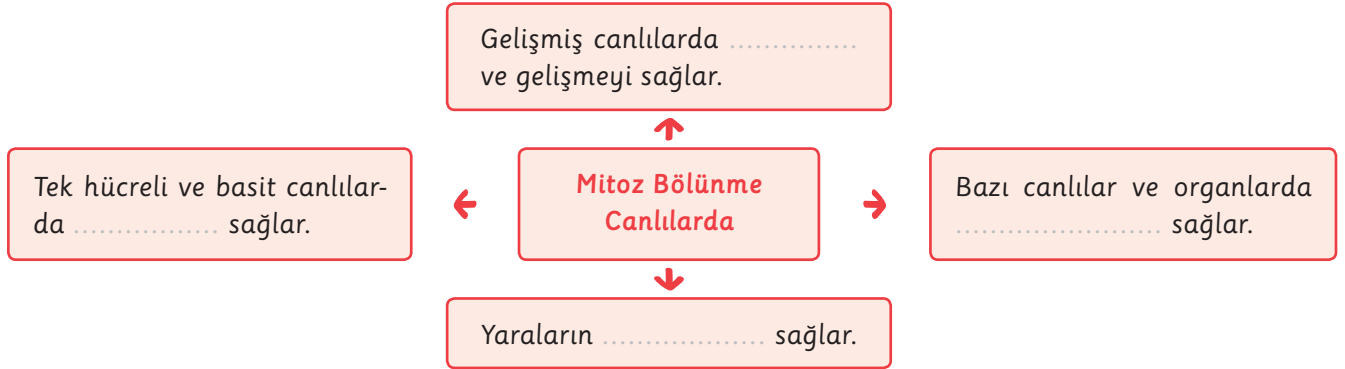 Gelişmiş canlılarda ...............
ve gelişmeyi sağlar.
Tek hücreli ve basit canlılar-
da ................. sağlar.
Mitoz Bölünme
Canlılarda
Bazı canlılar ve organlarda
........................ sağlar.
Yaraların ................... sağlar.